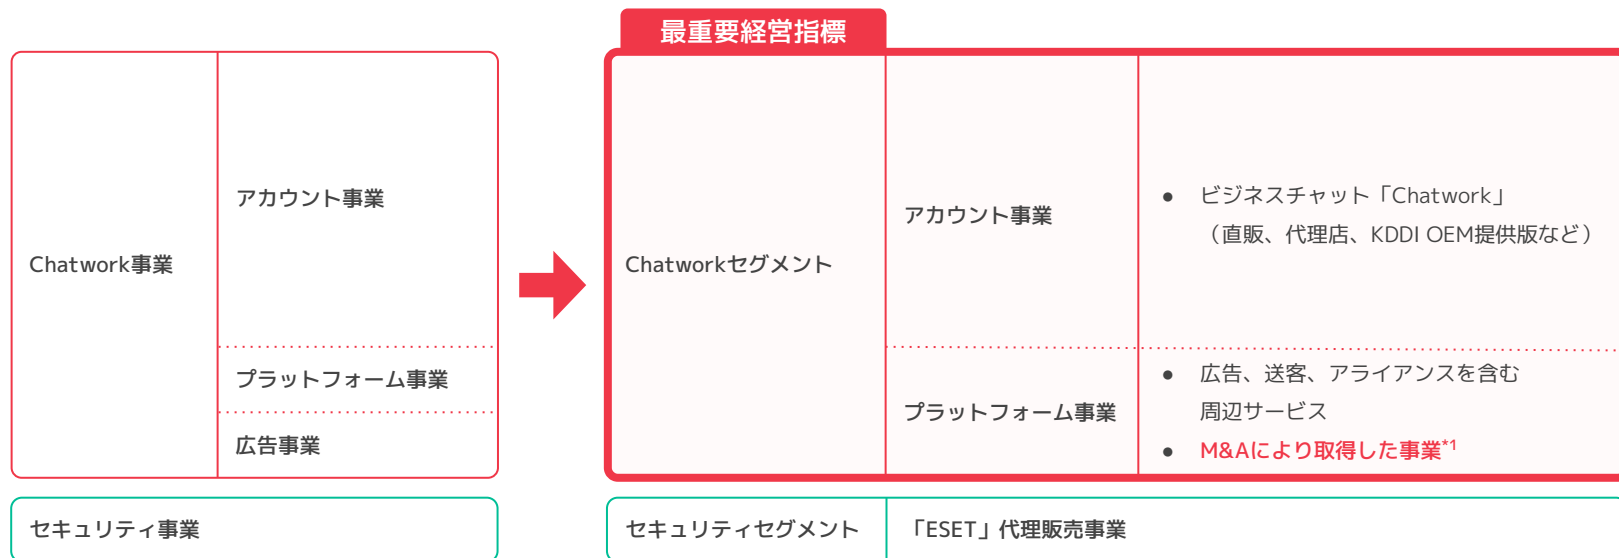 最重要経営指標
Chatwork事業
アカウント事業
プラットフォーム事業
広告事業
セキュリティ事業
Chatworkセグメント
アカウント事業
● ビジネスチャット「Chatwork」
（直販、代理店、KDDI OEM提供版など）
プラットフォーム事業
● 広告、送客、アライアンスを含む
周辺サービス
● M&Aにより取得した事業*1
セキュリティセグメント
「ESET」代理販売事業